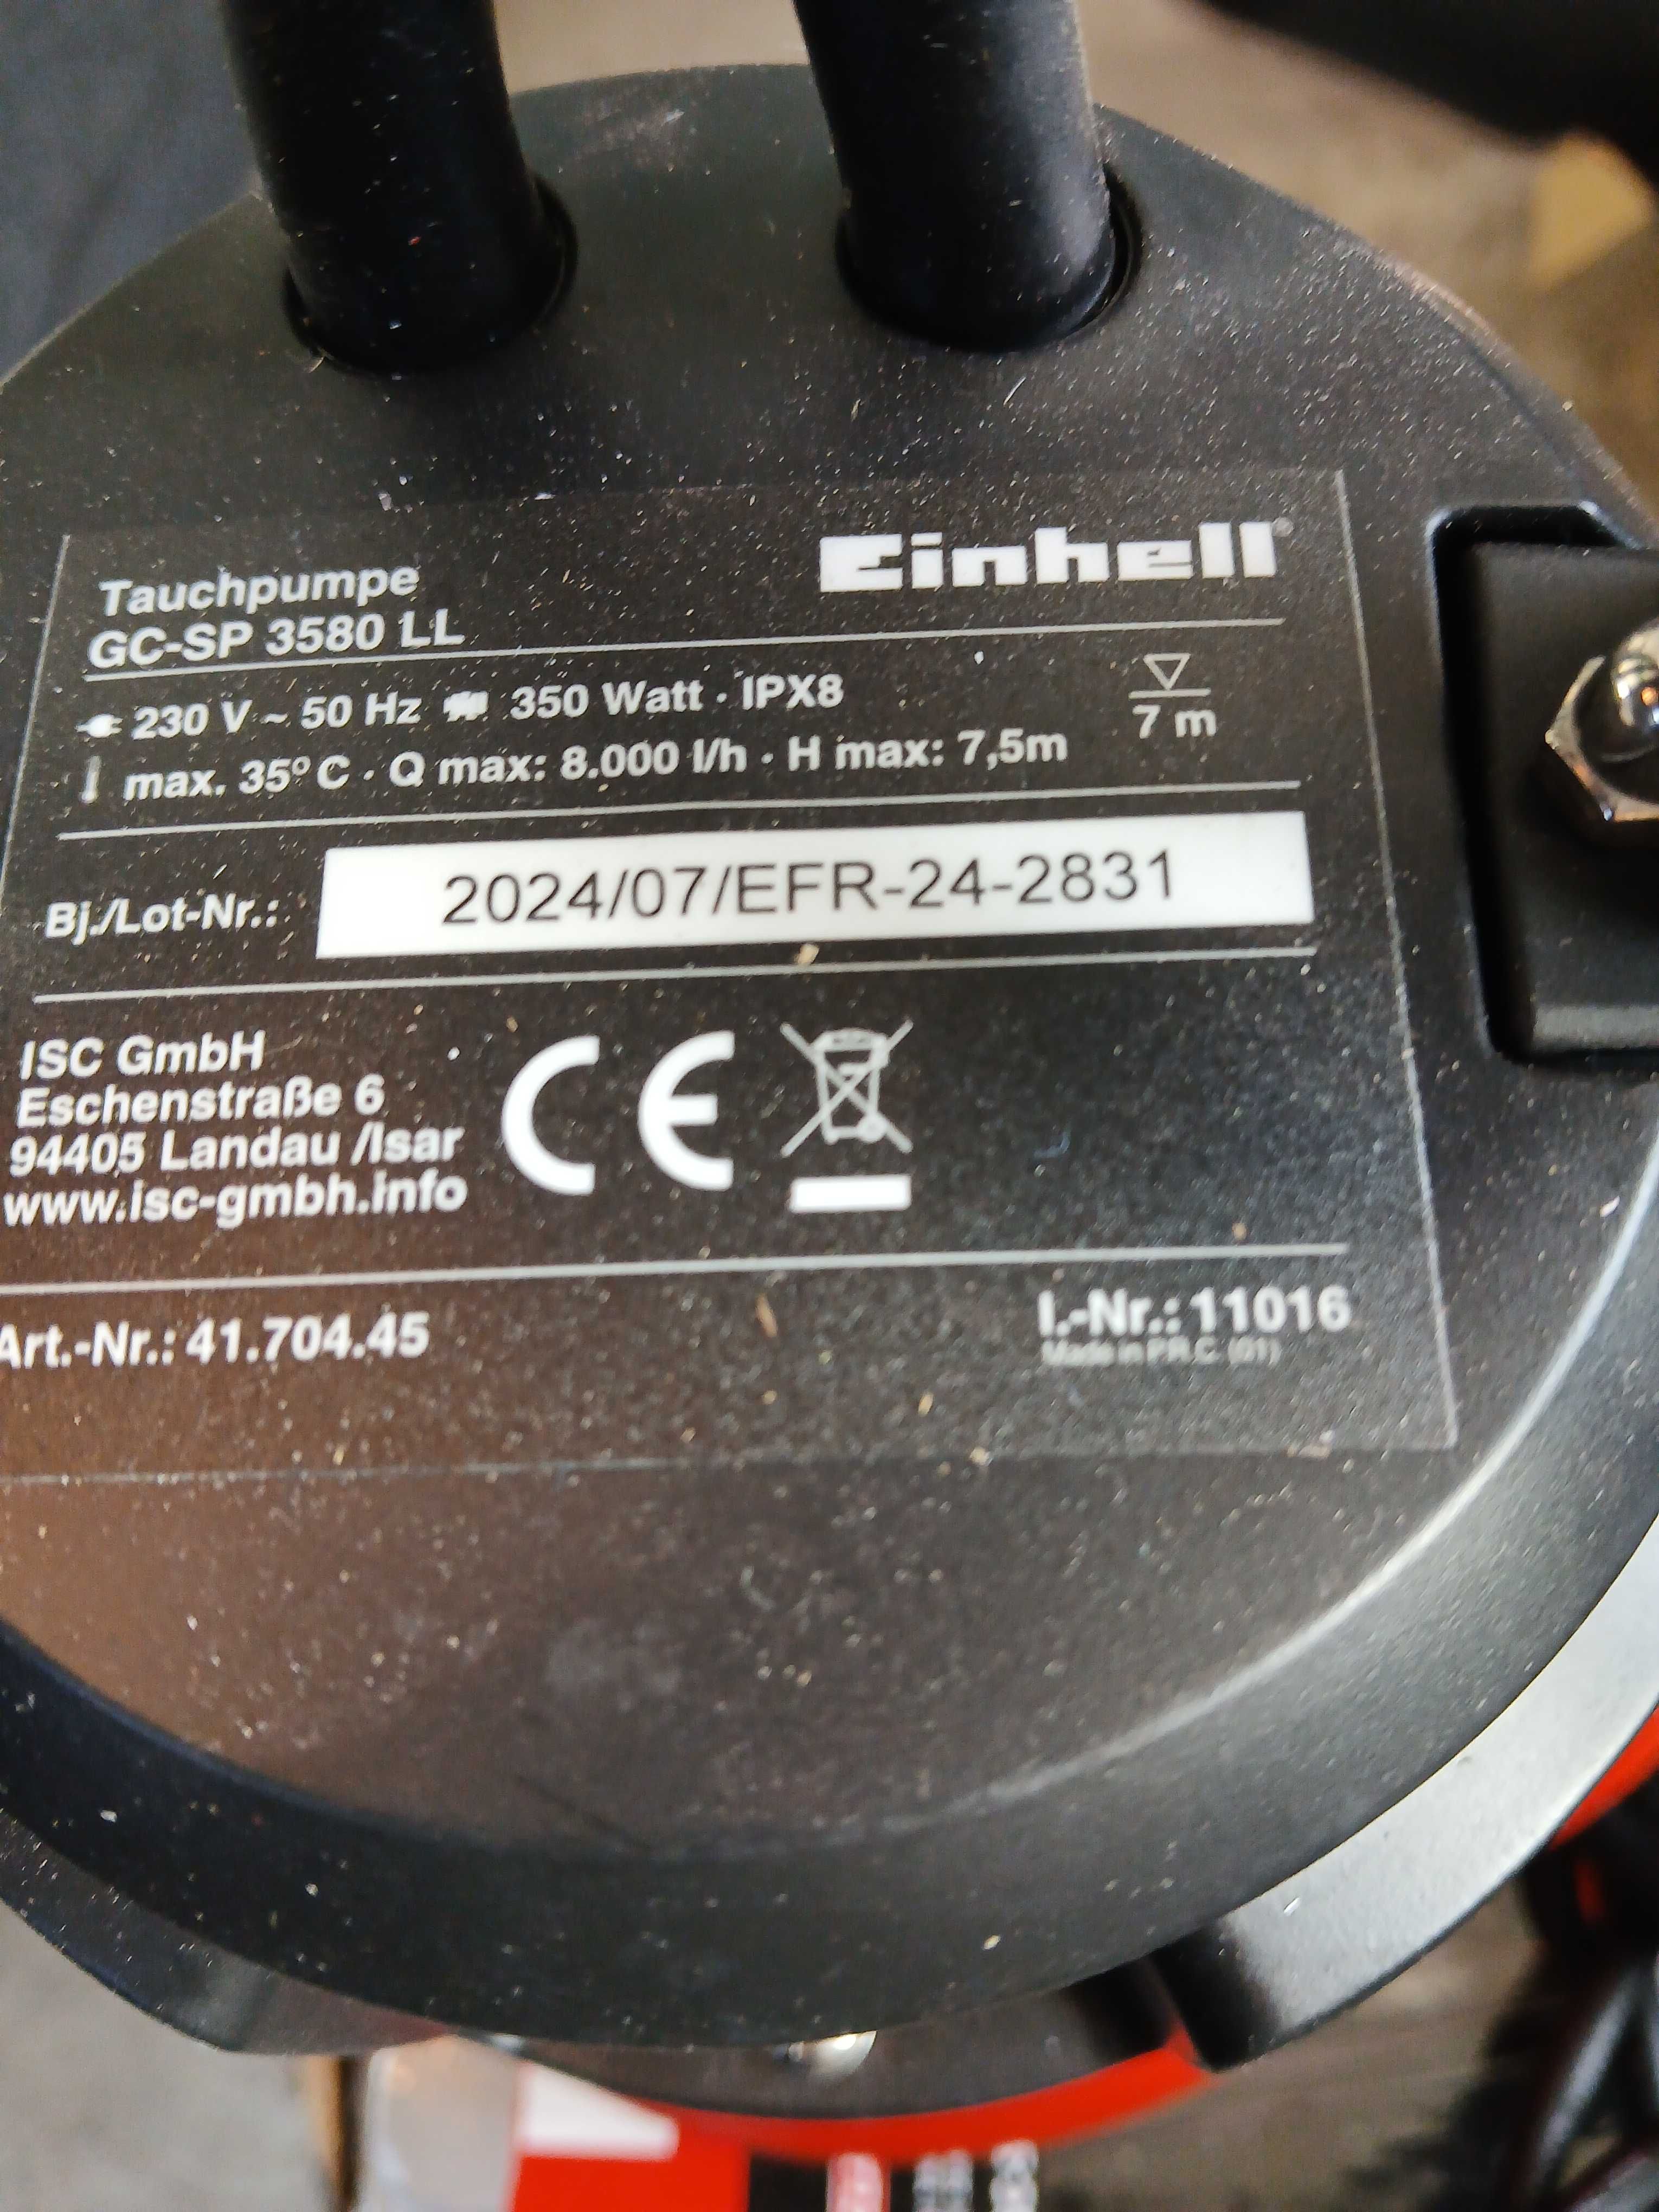 Einhell®
Tauchpumpe
GC-SP 3580 LL
230 V ~ 50 Hz 350 Watt · IPX8
7 m
max. 35° C · Q max: 8.000 l/h · H max: 7,5m
Bj./Lot-Nr.: 2024/07/EFR-24-2831
ISC GmbH
Eschenstraße 6
94405 Landau /Isar
www.isc-gmbh.info
CE
Art.-Nr.: 41.704.45
I.-Nr.: 11016
Made in P.R.C. (01)